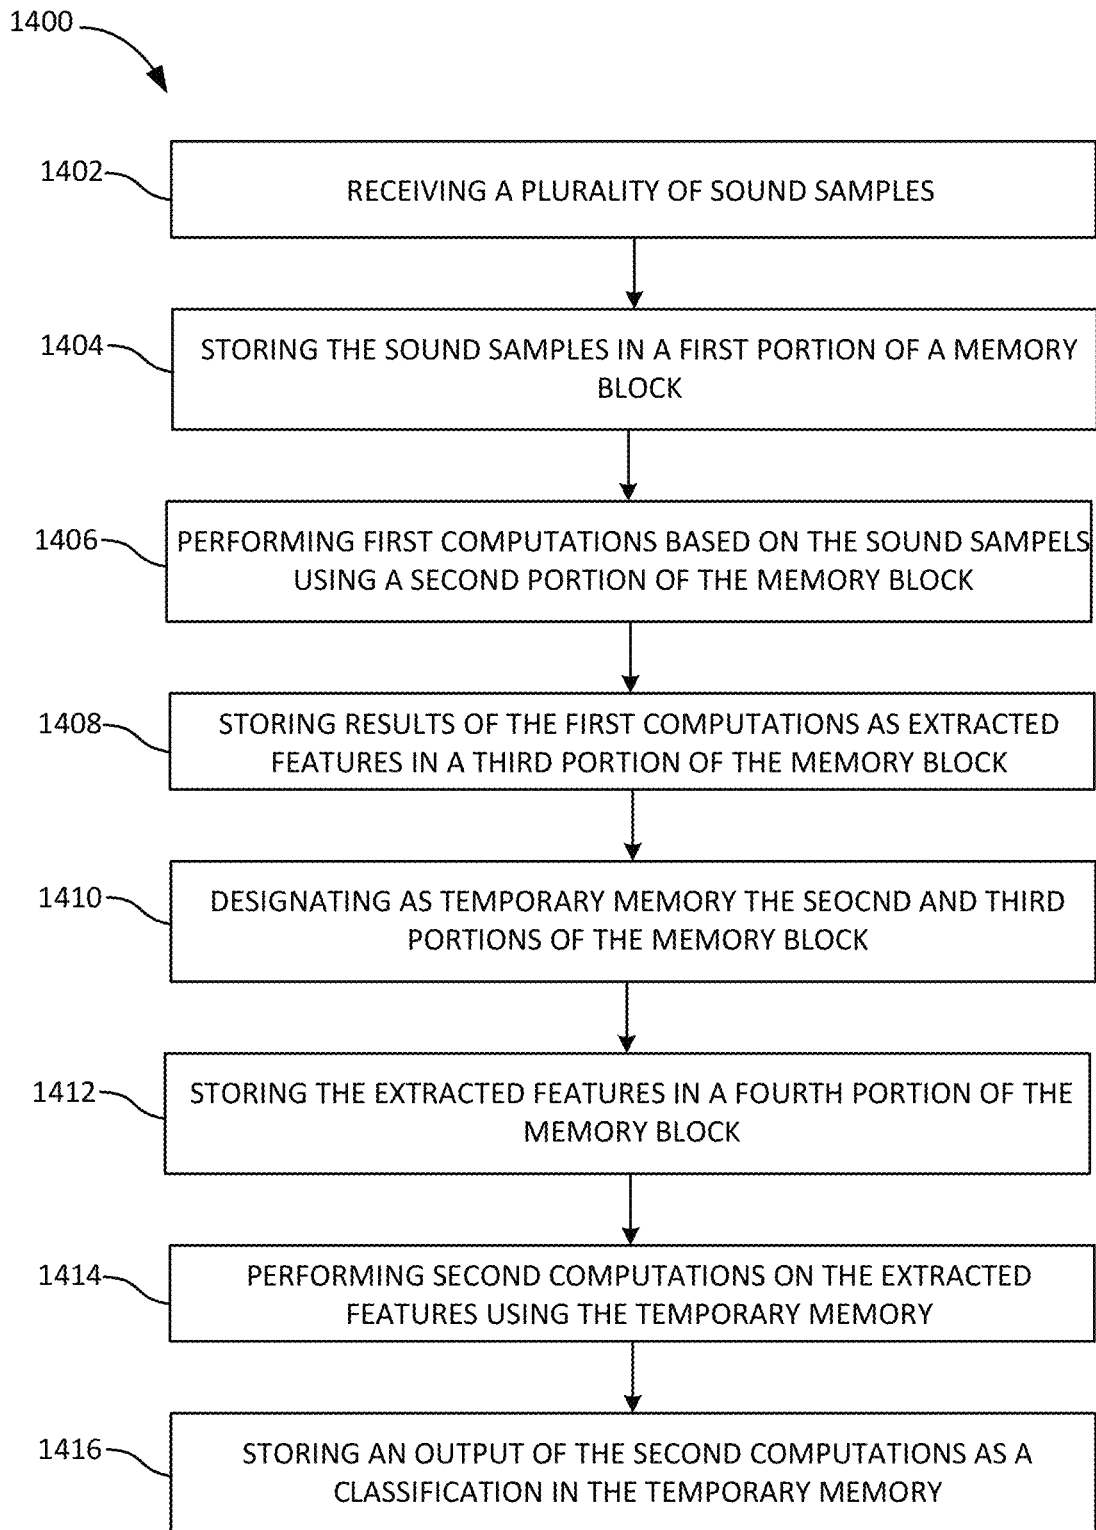 1400
1402
RECEIVING A PLURALITY OF SOUND SAMPLES
1404
STORING THE SOUND SAMPLES IN A FIRST PORTION OF A MEMORY
BLOCK
1406
PERFORMING FIRST COMPUTATIONS BASED ON THE SOUND SAMPELS
USING A SECOND PORTION OF THE MEMORY BLOCK
1408
STORING RESULTS OF THE FIRST COMPUTATIONS AS EXTRACTED
FEATURES IN A THIRD PORTION OF THE MEMORY BLOCK
1410
DESIGNATING AS TEMPORARY MEMORY THE SEOCND AND THIRD
PORTIONS OF THE MEMORY BLOCK
1412
STORING THE EXTRACTED FEATURES IN A FOURTH PORTION OF THE
MEMORY BLOCK
1414
PERFORMING SECOND COMPUTATIONS ON THE EXTRACTED
FEATURES USING THE TEMPORARY MEMORY
1416
STORING AN OUTPUT OF THE SECOND COMPUTATIONS AS A
CLASSIFICATION IN THE TEMPORARY MEMORY